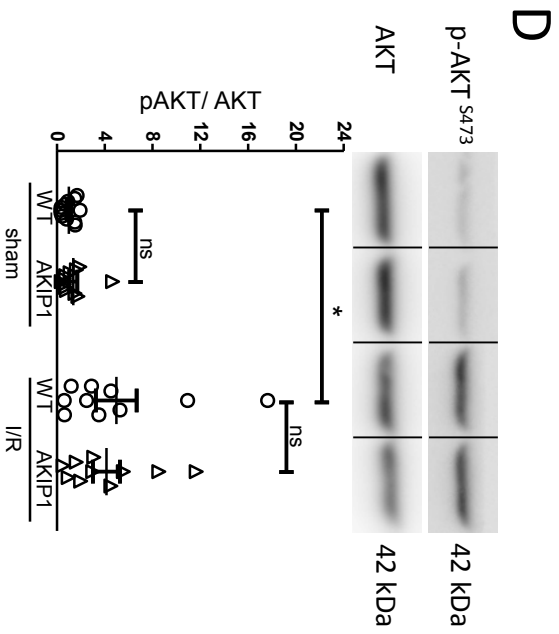 D
p-AKT S473
42 kDa
AKT
42 kDa
pAKT/ AKT
24
20
16
12
8
4
0
*
ns
ns
WT
AKIP1
WT
AKIP1
sham
I/R